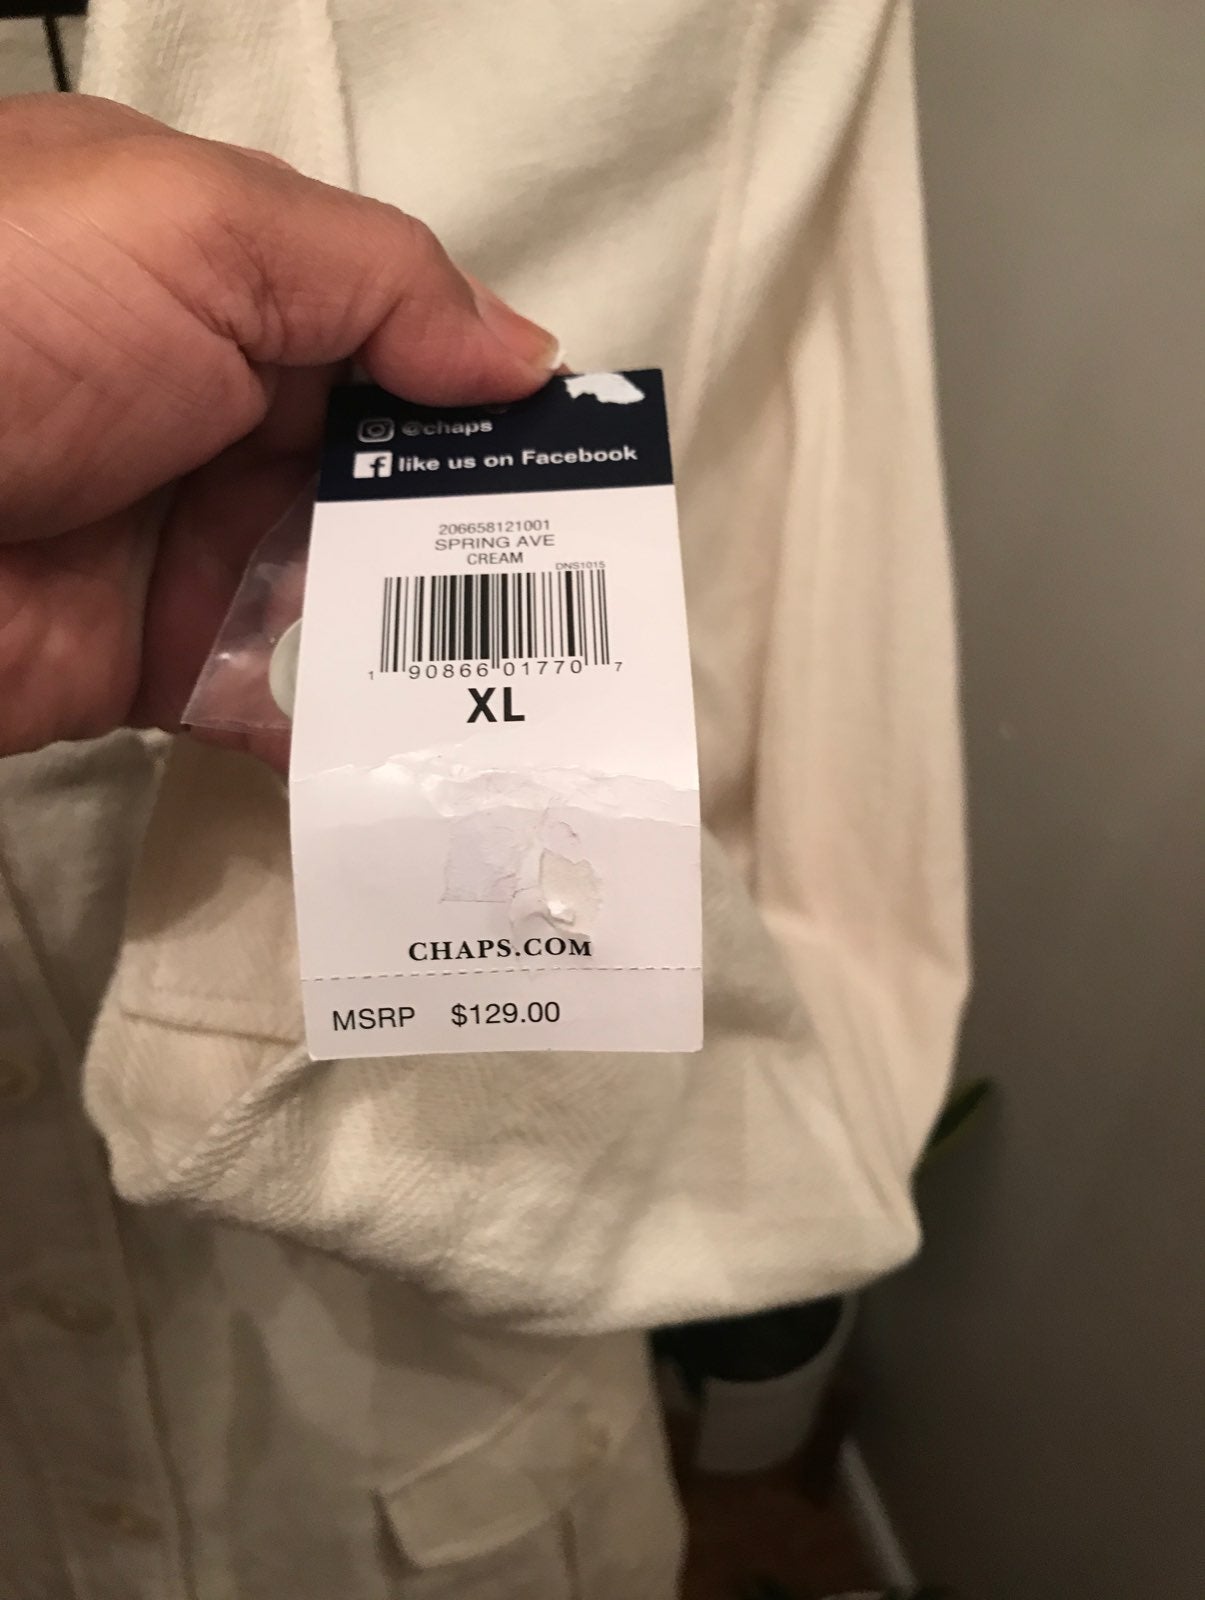 @chaps
like us on Facebook
206658121001
SPRING AVE
CREAM
DNS1015
1 90866 01770 7
XL
CHAPS.COM
MSRP $129.00